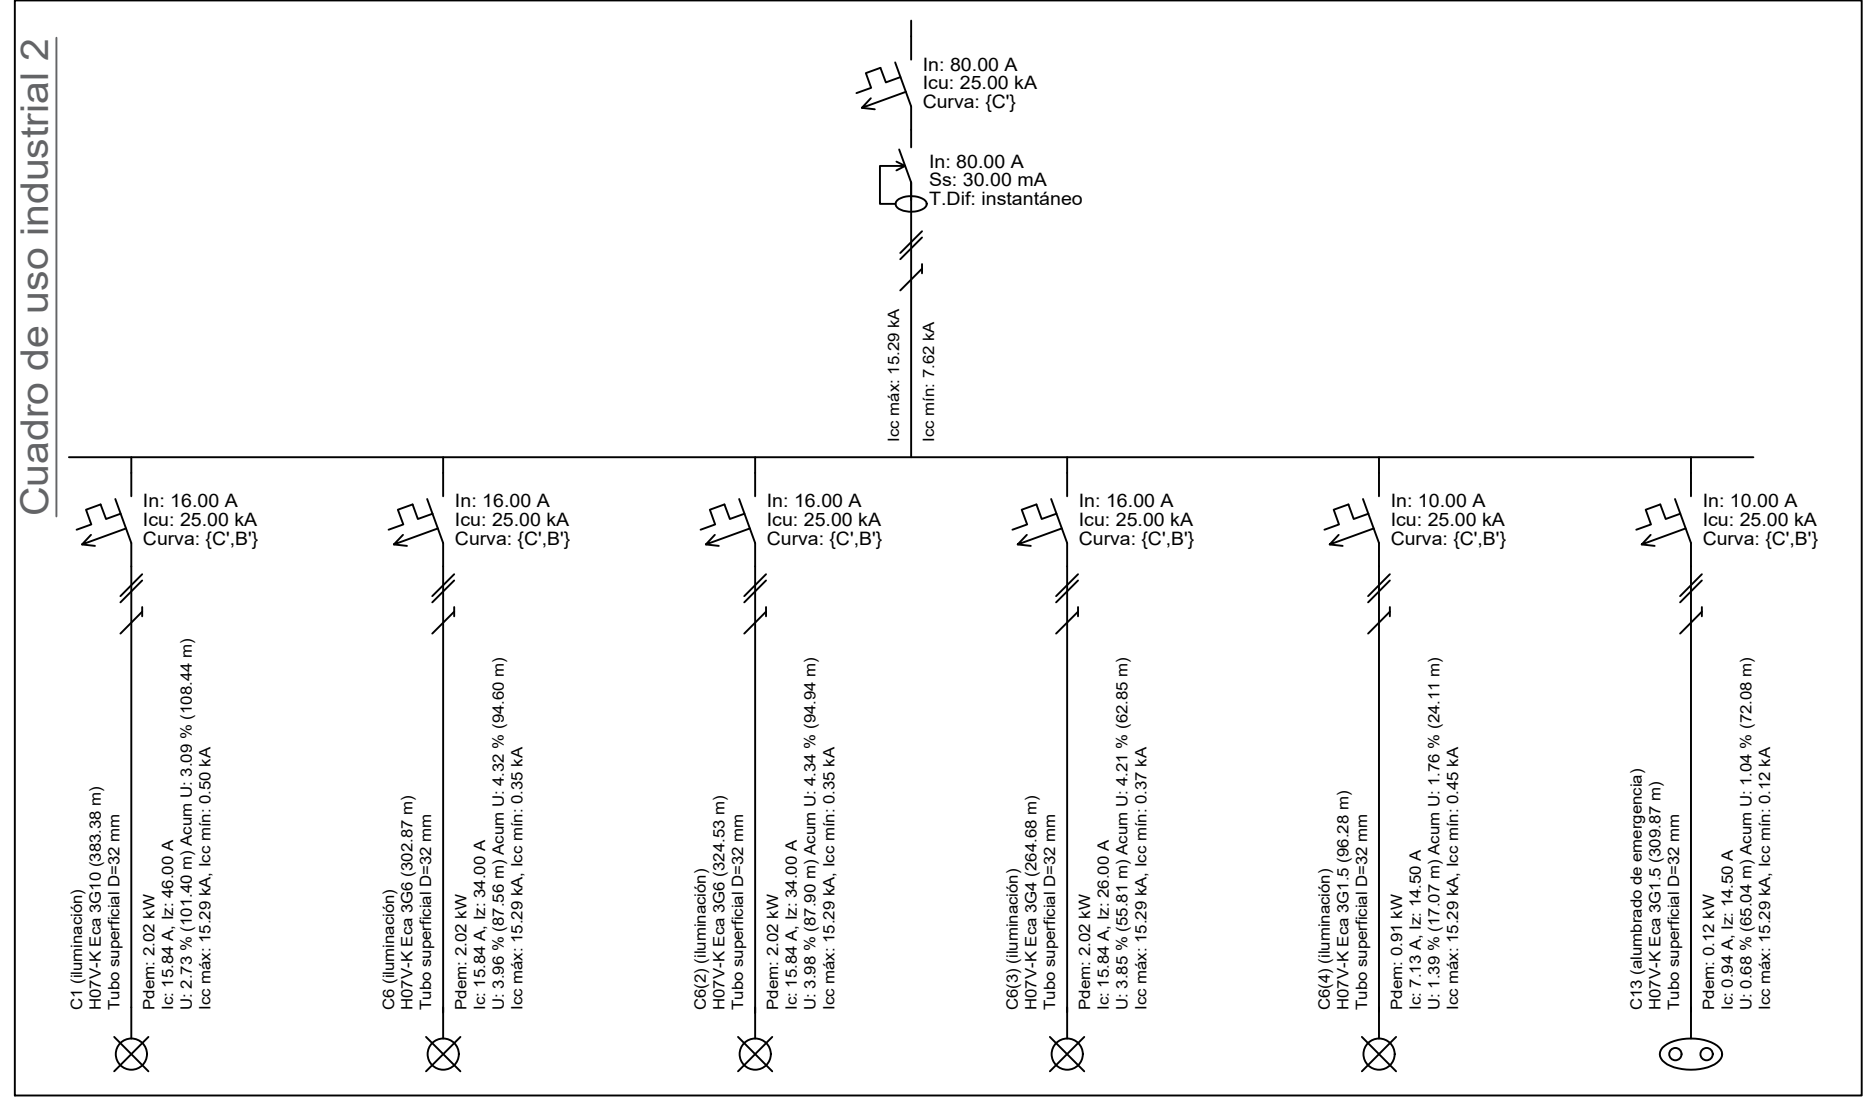 Cuadro de uso industrial 2
In: 80.00 A
Icu: 25.00 kA
Curva: {C'}
In: 80.00 A
Ss: 30.00 mA
T.Dif: instantáneo
Icc máx: 15.29 kA
Icc mín: 7.62 kA
In: 16.00 A
Icu: 25.00 kA
Curva: {C',B'}
C1 (iluminación)
H07V-K Eca 3G10 (383.38 m)
Tubo superficial D=32 mm
Pdem: 2.02 kW
Ic: 15.84 A, Iz: 46.00 A
U: 2.73 % (101.40 m) Acum U: 3.09 % (108.44 m)
Icc máx: 15.29 kA, Icc mín: 0.50 kA
In: 16.00 A
Icu: 25.00 kA
Curva: {C',B'}
C6 (iluminación)
H07V-K Eca 3G6 (302.87 m)
Tubo superficial D=32 mm
Pdem: 2.02 kW
Ic: 15.84 A, Iz: 34.00 A
U: 3.96 % (87.56 m) Acum U: 4.32 % (94.60 m)
Icc máx: 15.29 kA, Icc mín: 0.35 kA
In: 16.00 A
Icu: 25.00 kA
Curva: {C',B'}
C6(2) (iluminación)
H07V-K Eca 3G6 (324.53 m)
Tubo superficial D=32 mm
Pdem: 2.02 kW
Ic: 15.84 A, Iz: 34.00 A
U: 3.98 % (87.90 m) Acum U: 4.34 % (94.94 m)
Icc máx: 15.29 kA, Icc mín: 0.35 kA
In: 16.00 A
Icu: 25.00 kA
Curva: {C',B'}
C6(3) (iluminación)
H07V-K Eca 3G4 (264.68 m)
Tubo superficial D=32 mm
Pdem: 2.02 kW
Ic: 15.84 A, Iz: 26.00 A
U: 3.85 % (55.81 m) Acum U: 4.21 % (62.85 m)
Icc máx: 15.29 kA, Icc mín: 0.37 kA
In: 10.00 A
Icu: 25.00 kA
Curva: {C',B'}
C6(4) (iluminación)
H07V-K Eca 3G1.5 (96.28 m)
Tubo superficial D=32 mm
Pdem: 0.91 kW
Ic: 7.13 A, Iz: 14.50 A
U: 1.39 % (17.07 m) Acum U: 1.76 % (24.11 m)
Icc máx: 15.29 kA, Icc mín: 0.45 kA
In: 10.00 A
Icu: 25.00 kA
Curva: {C',B'}
C13 (alumbrado de emergencia)
H07V-K Eca 3G1.5 (309.87 m)
Tubo superficial D=32 mm
Pdem: 0.12 kW
Ic: 0.94 A, Iz: 14.50 A
U: 0.68 % (65.04 m) Acum U: 1.04 % (72.08 m)
Icc máx: 15.29 kA, Icc mín: 0.12 kA